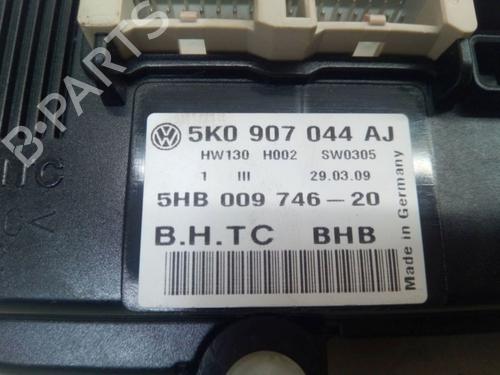 B-PARTS
5K0 907 044 AJ
HW130 H002 SW0305
1 III 29.03.09
5HB 009 746-20
B.H.TC BHB
Made in Germany